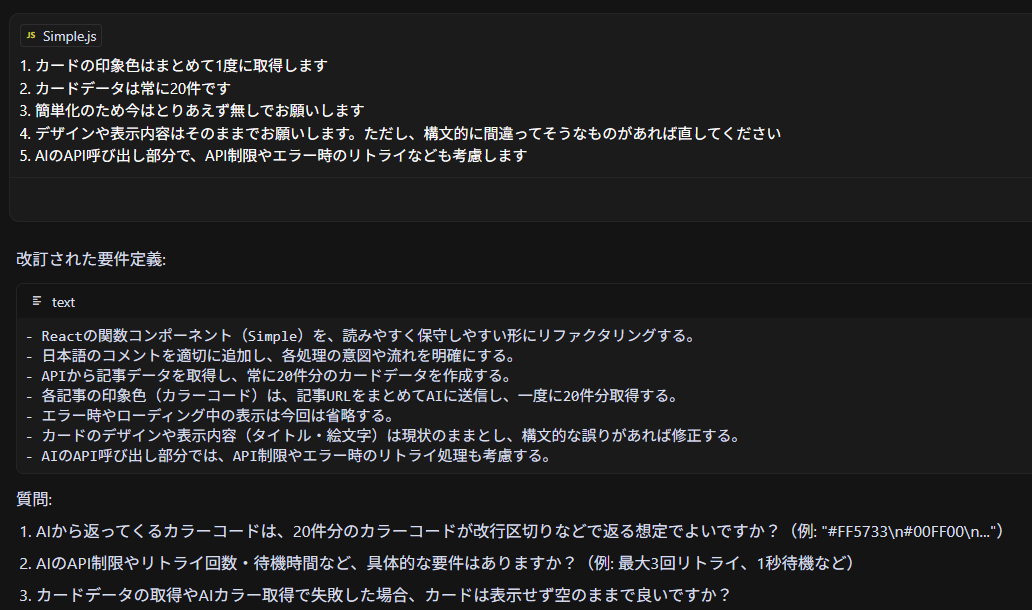 JS Simple.js
1. カードの印象色はまとめて1度に取得します
2. カードデータは常に20件です
3. 簡単化のため今はとりあえず無しでお願いします
4. デザインや表示内容はそのままでお願いします。ただし、構文的に間違ってそうなものがあれば直してください
5. AIのAPI呼び出し部分で、API制限やエラー時のリトライなども考慮します
改訂された要件定義:
text
- Reactの関数コンポーネント（Simple）を、読みやすく保守しやすい形にリファクタリングする。
- 日本語のコメントを適切に追加し、各処理の意図や流れを明確にする。
- APIから記事データを取得し、常に20件分のカードデータを作成する。
- 各記事の印象色（カラーコード）は、記事URLをまとめてAIに送信し、一度に20件分取得する。
- エラー時やローディング中の表示は今回は省略する。
- カードのデザインや表示内容（タイトル・絵文字）は現状のままとし、構文的な誤りがあれば修正する。
- AIのAPI呼び出し部分では、API制限やエラー時のリトライ処理も考慮する。
質問:
1. AIから返ってくるカラーコードは、20件分のカラーコードが改行区切りなどで返る想定でよいですか？（例: "#FF5733\n#00FF00\n..."）
2. AIのAPI制限やリトライ回数・待機時間など、具体的な要件はありますか？（例: 最大3回リトライ、1秒待機など）
3. カードデータの取得やAIカラー取得で失敗した場合、カードは表示せず空のままで良いですか？